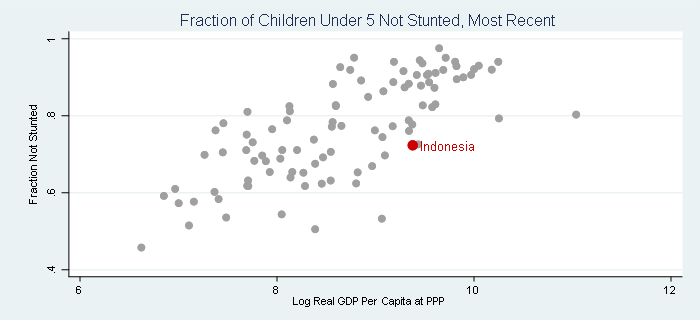 Fraction of Children Under 5 Not Stunted, Most Recent
1
.8
.6
.4
Fraction Not Stunted
Indonesia
6 8 10 12
Log Real GDP Per Capita at PPP